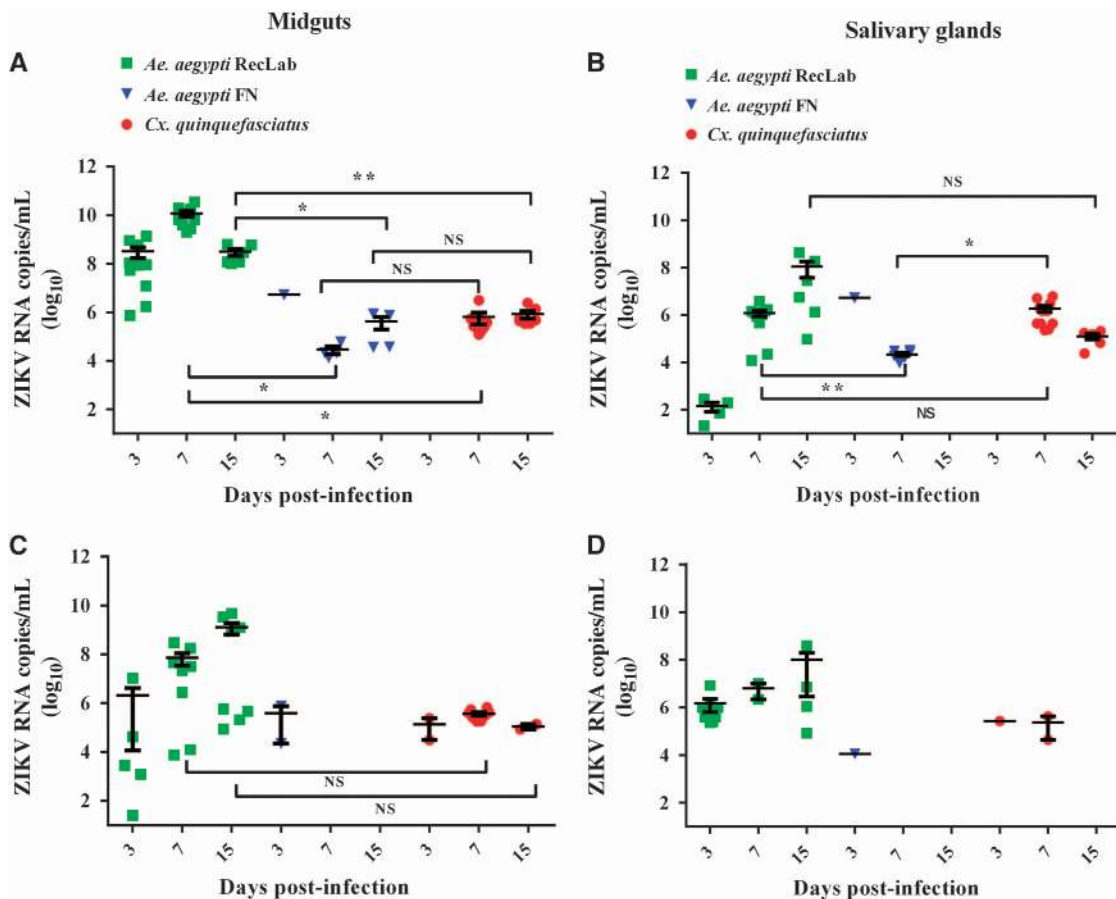 Midguts
A
Ae. aegypti RecLab
Ae. aegypti FN
Cx. quinquefasciatus
ZIKV RNA copies/mL
(log10)
12
10
8
6
4
2
**
*
NS
NS
*
*
3 7 15 3 7 15 3 7 15
Days post-infection
Salivary glands
B
Ae. aegypti RecLab
Ae. aegypti FN
Cx. quinquefasciatus
ZIKV RNA copies/mL
(log10)
12
10
8
6
4
2
NS
*
**
NS
3 7 15 3 7 15 3 7 15
Days post-infection
C
ZIKV RNA copies/mL
(log10)
12
10
8
6
4
2
NS
NS
3 7 15 3 7 15 3 7 15
Days post-infection
D
ZIKV RNA copies/mL
(log10)
12
10
8
6
4
2
3 7 15 3 7 15 3 7 15
Days post-infection